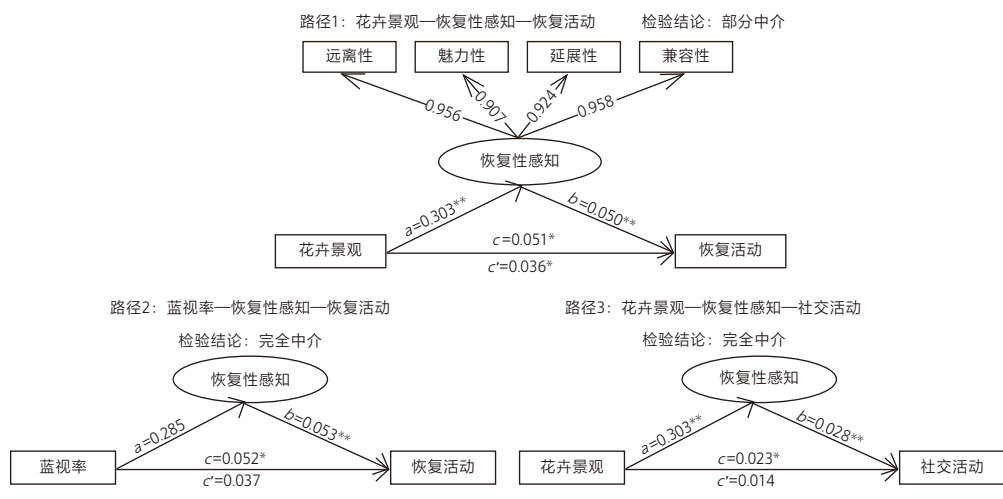 路径1：花卉景观—恢复性感知—恢复活动 检验结论：部分中介
远离性 魅力性 延展性 兼容性
0.956 0.907 0.924 0.958
恢复性感知
a=0.303** b=0.050**
花卉景观 c=0.051* 恢复活动
c′=0.036*
路径2：蓝视率—恢复性感知—恢复活动
检验结论：完全中介
恢复性感知
a=0.285 b=0.053**
蓝视率 c=0.052* 恢复活动
c′=0.037
路径3：花卉景观—恢复性感知—社交活动
检验结论：完全中介
恢复性感知
a=0.303** b=0.028**
花卉景观 c=0.023* 社交活动
c′=0.014